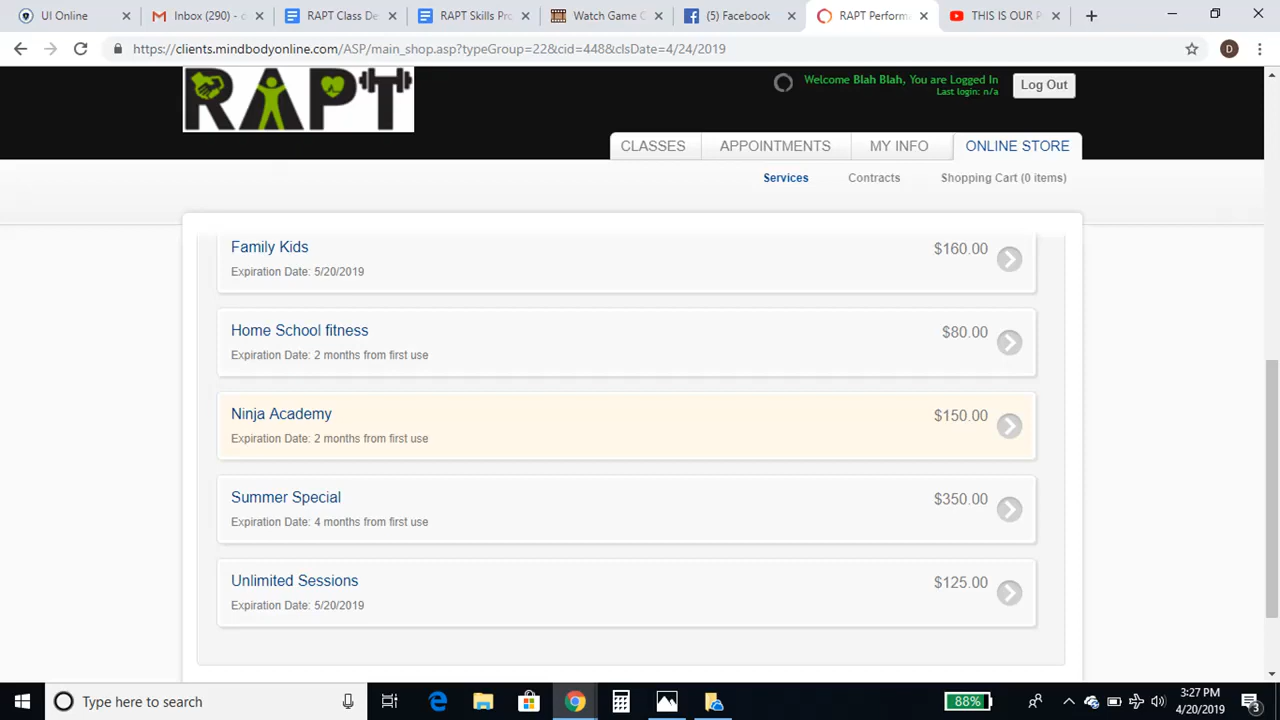 UI Online
Inbox (290) - d
RAPT Class De
RAPT Skills Pro
Watch Game C
(5) Facebook
RAPT Perform
THIS IS OUR P
https://clients.mindbodyonline.com/ASP/main_shop.asp?typeGroup=22&cid=448&clsDate=4/24/2019
D
RAPT
Welcome Blah Blah, You are Logged In
Last login: n/a
Log Out
CLASSES
APPOINTMENTS
MY INFO
ONLINE STORE
Services
Contracts
Shopping Cart (0 items)
Family Kids
$160.00
Expiration Date: 5/20/2019
Home School fitness
$80.00
Expiration Date: 2 months from first use
Ninja Academy
$150.00
Expiration Date: 2 months from first use
Summer Special
$350.00
Expiration Date: 4 months from first use
Unlimited Sessions
$125.00
Expiration Date: 5/20/2019
Type here to search
88%
3:27 PM
4/20/2019
3